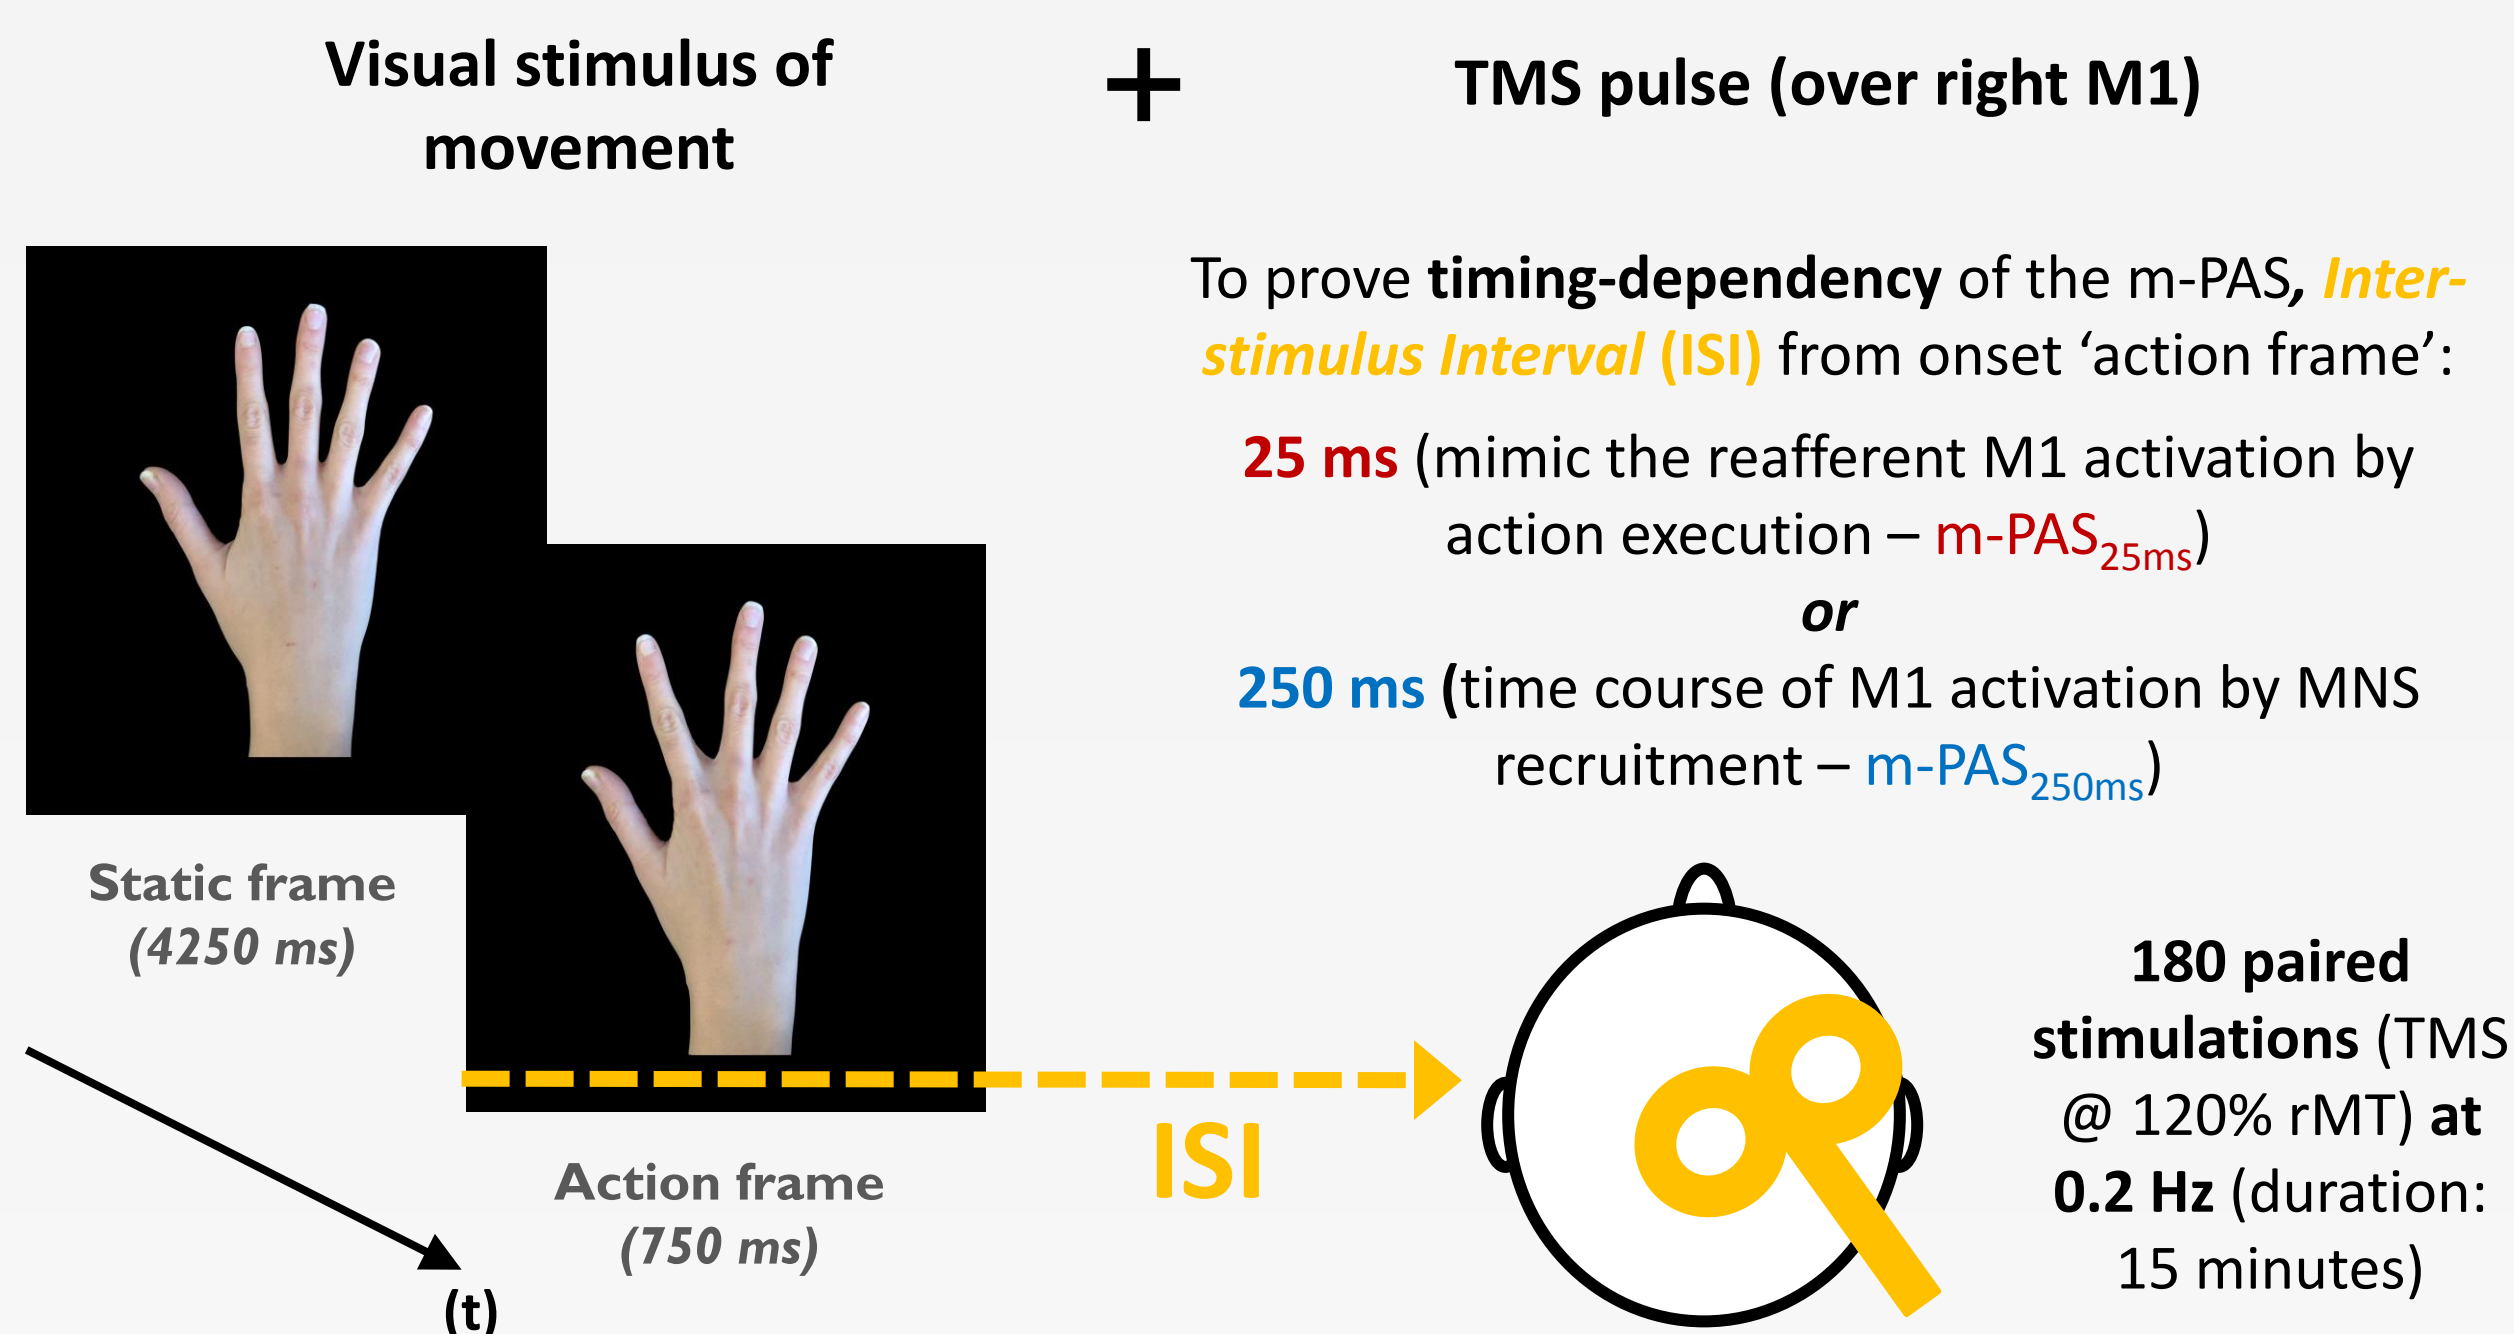 Visual stimulus of
movement
+
TMS pulse (over right M1)
To prove timing-dependency of the m-PAS, Inter-
stimulus Interval (ISI) from onset ‘action frame’:
25 ms (mimic the reafferent M1 activation by
action execution – m-PAS25ms)
or
250 ms (time course of M1 activation by MNS
recruitment – m-PAS250ms)
Static frame
(4250 ms)
Action frame
(750 ms)
(t)
ISI
180 paired
stimulations (TMS
@ 120% rMT) at
0.2 Hz (duration:
15 minutes)